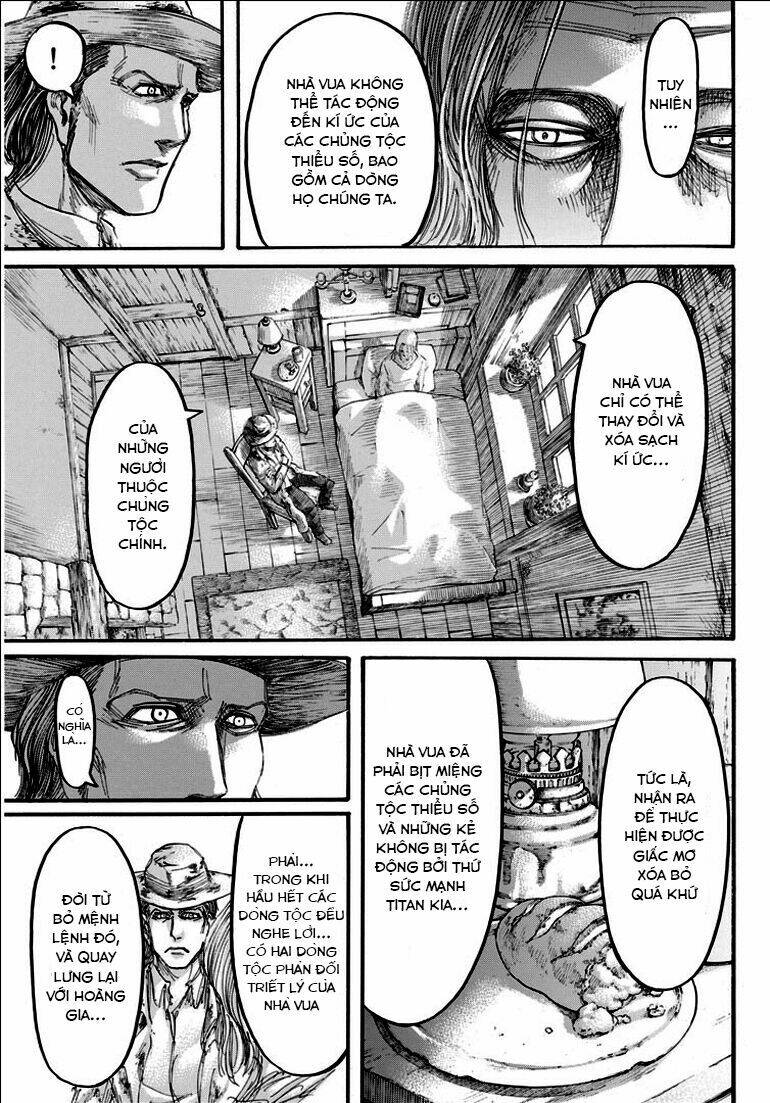 TUY
NHIÊN
...
NHÀ VUA KHÔNG
THỂ TÁC ĐỘNG
ĐẾN KÍ ỨC CỦA
CÁC CHỦNG TỘC
THIỂU SỐ, BAO
GỒM CẢ DÒNG
HỌ CHÚNG TA.
!
NHÀ VUA
CHỈ CÓ THỂ
THAY ĐỔI VÀ
XÓA SẠCH
KÍ ỨC...
CỦA
NHỮNG
NGƯỜI
THUỘC
CHỦNG TỘC
CHÍNH.
TỨC LÀ,
NHẬN RA
ĐỂ THỰC
HIỆN ĐƯỢC
GIẤC MƠ
XÓA BỎ
QUÁ KHỨ
NHÀ VUA ĐÃ
PHẢI BỊT MIỆNG
CÁC CHỦNG
TỘC THIỂU SỐ
VÀ NHỮNG KẺ
KHÔNG BỊ TÁC
ĐỘNG BỞI THỨ
SỨC MẠNH
TITAN KIA...
CÓ
NGHĨA
LÀ...
PHẢI...
TRONG KHI
HẦU HẾT CÁC
DÒNG TỘC ĐỀU
NGHE LỜI...
CÓ HAI DÒNG
TỘC PHẢN ĐỐI
TRIẾT LÝ CỦA
NHÀ VUA
ĐỜI TỪ
BỎ MỆNH
LỆNH ĐÓ,
VÀ QUAY
LƯNG LẠI
VỚI HOÀNG
GIA...